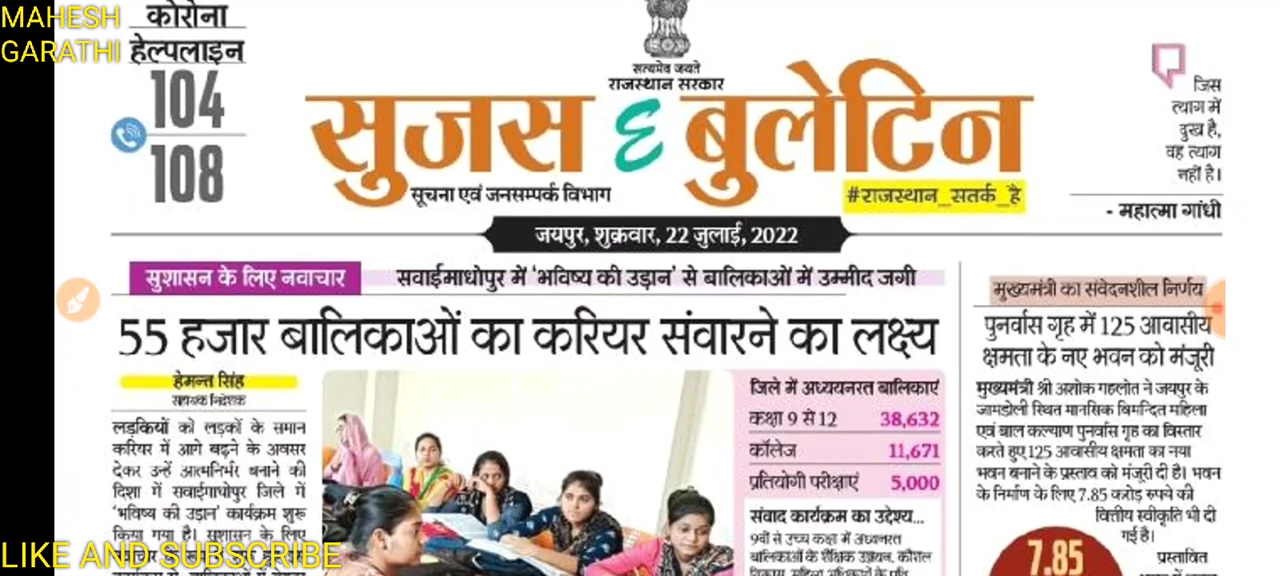 MAHESH
GARATHI
कोरोना
हेल्पलाइन
104
108
सत्यमेव जयते
राजस्थान सरकार
सुजस e बुलेटिन
सूचना एवं जनसम्पर्क विभाग
#राजस्थान_सतर्क_है
जिस
त्याग में
दुख है,
वह त्याग
नहीं है।
- महात्मा गांधी
जयपुर, शुक्रवार, 22 जुलाई, 2022
सुशासन के लिए नवाचार
सवाईमाधोपुर में 'भविष्य की उड़ान' से बालिकाओं में उम्मीद जगी
55 हजार बालिकाओं का करियर संवारने का लक्ष्य
हेमन्त सिंह
सहायक निदेशक
लड़कियों को लड़कों के समान
करियर में आगे बढ़ने के अवसर
देकर उन्हें आत्मनिर्भर बनाने की
दिशा में सवाईमाधोपुर जिले में
'भविष्य की उड़ान' कार्यक्रम शुरू
किया गया है। सुशासन के लिए
जिले में अध्ययनरत बालिकाएं
कक्षा 9 से 12 38,632
कॉलेज 11,671
प्रतियोगी परीक्षाएं 5,000
संवाद कार्यक्रम का उद्देश्य...
9वीं से उच्च कक्षा में अध्यनरत
बालिकाओं के शैक्षिक उन्नयन, कौशल
मुख्यमंत्री का संवेदनशील निर्णय
पुनर्वास गृह में 125 आवासीय
क्षमता के नए भवन को मंजूरी
मुख्यमंत्री श्री अशोक गहलोत ने जयपुर के
जामडोली स्थित मानसिक विमन्दित महिला
एवं बाल कल्याण पुनर्वास गृह का विस्तार
करते हुए 125 आवासीय क्षमता का नया
भवन बनाने के प्रस्ताव को मंजूरी दी है। भवन
के निर्माण के लिए 7.85 करोड़ रुपये की
वित्तीय स्वीकृति भी दी
गई है।
प्रस्तावित
7.85
LIKE AND SUBSCRIBE